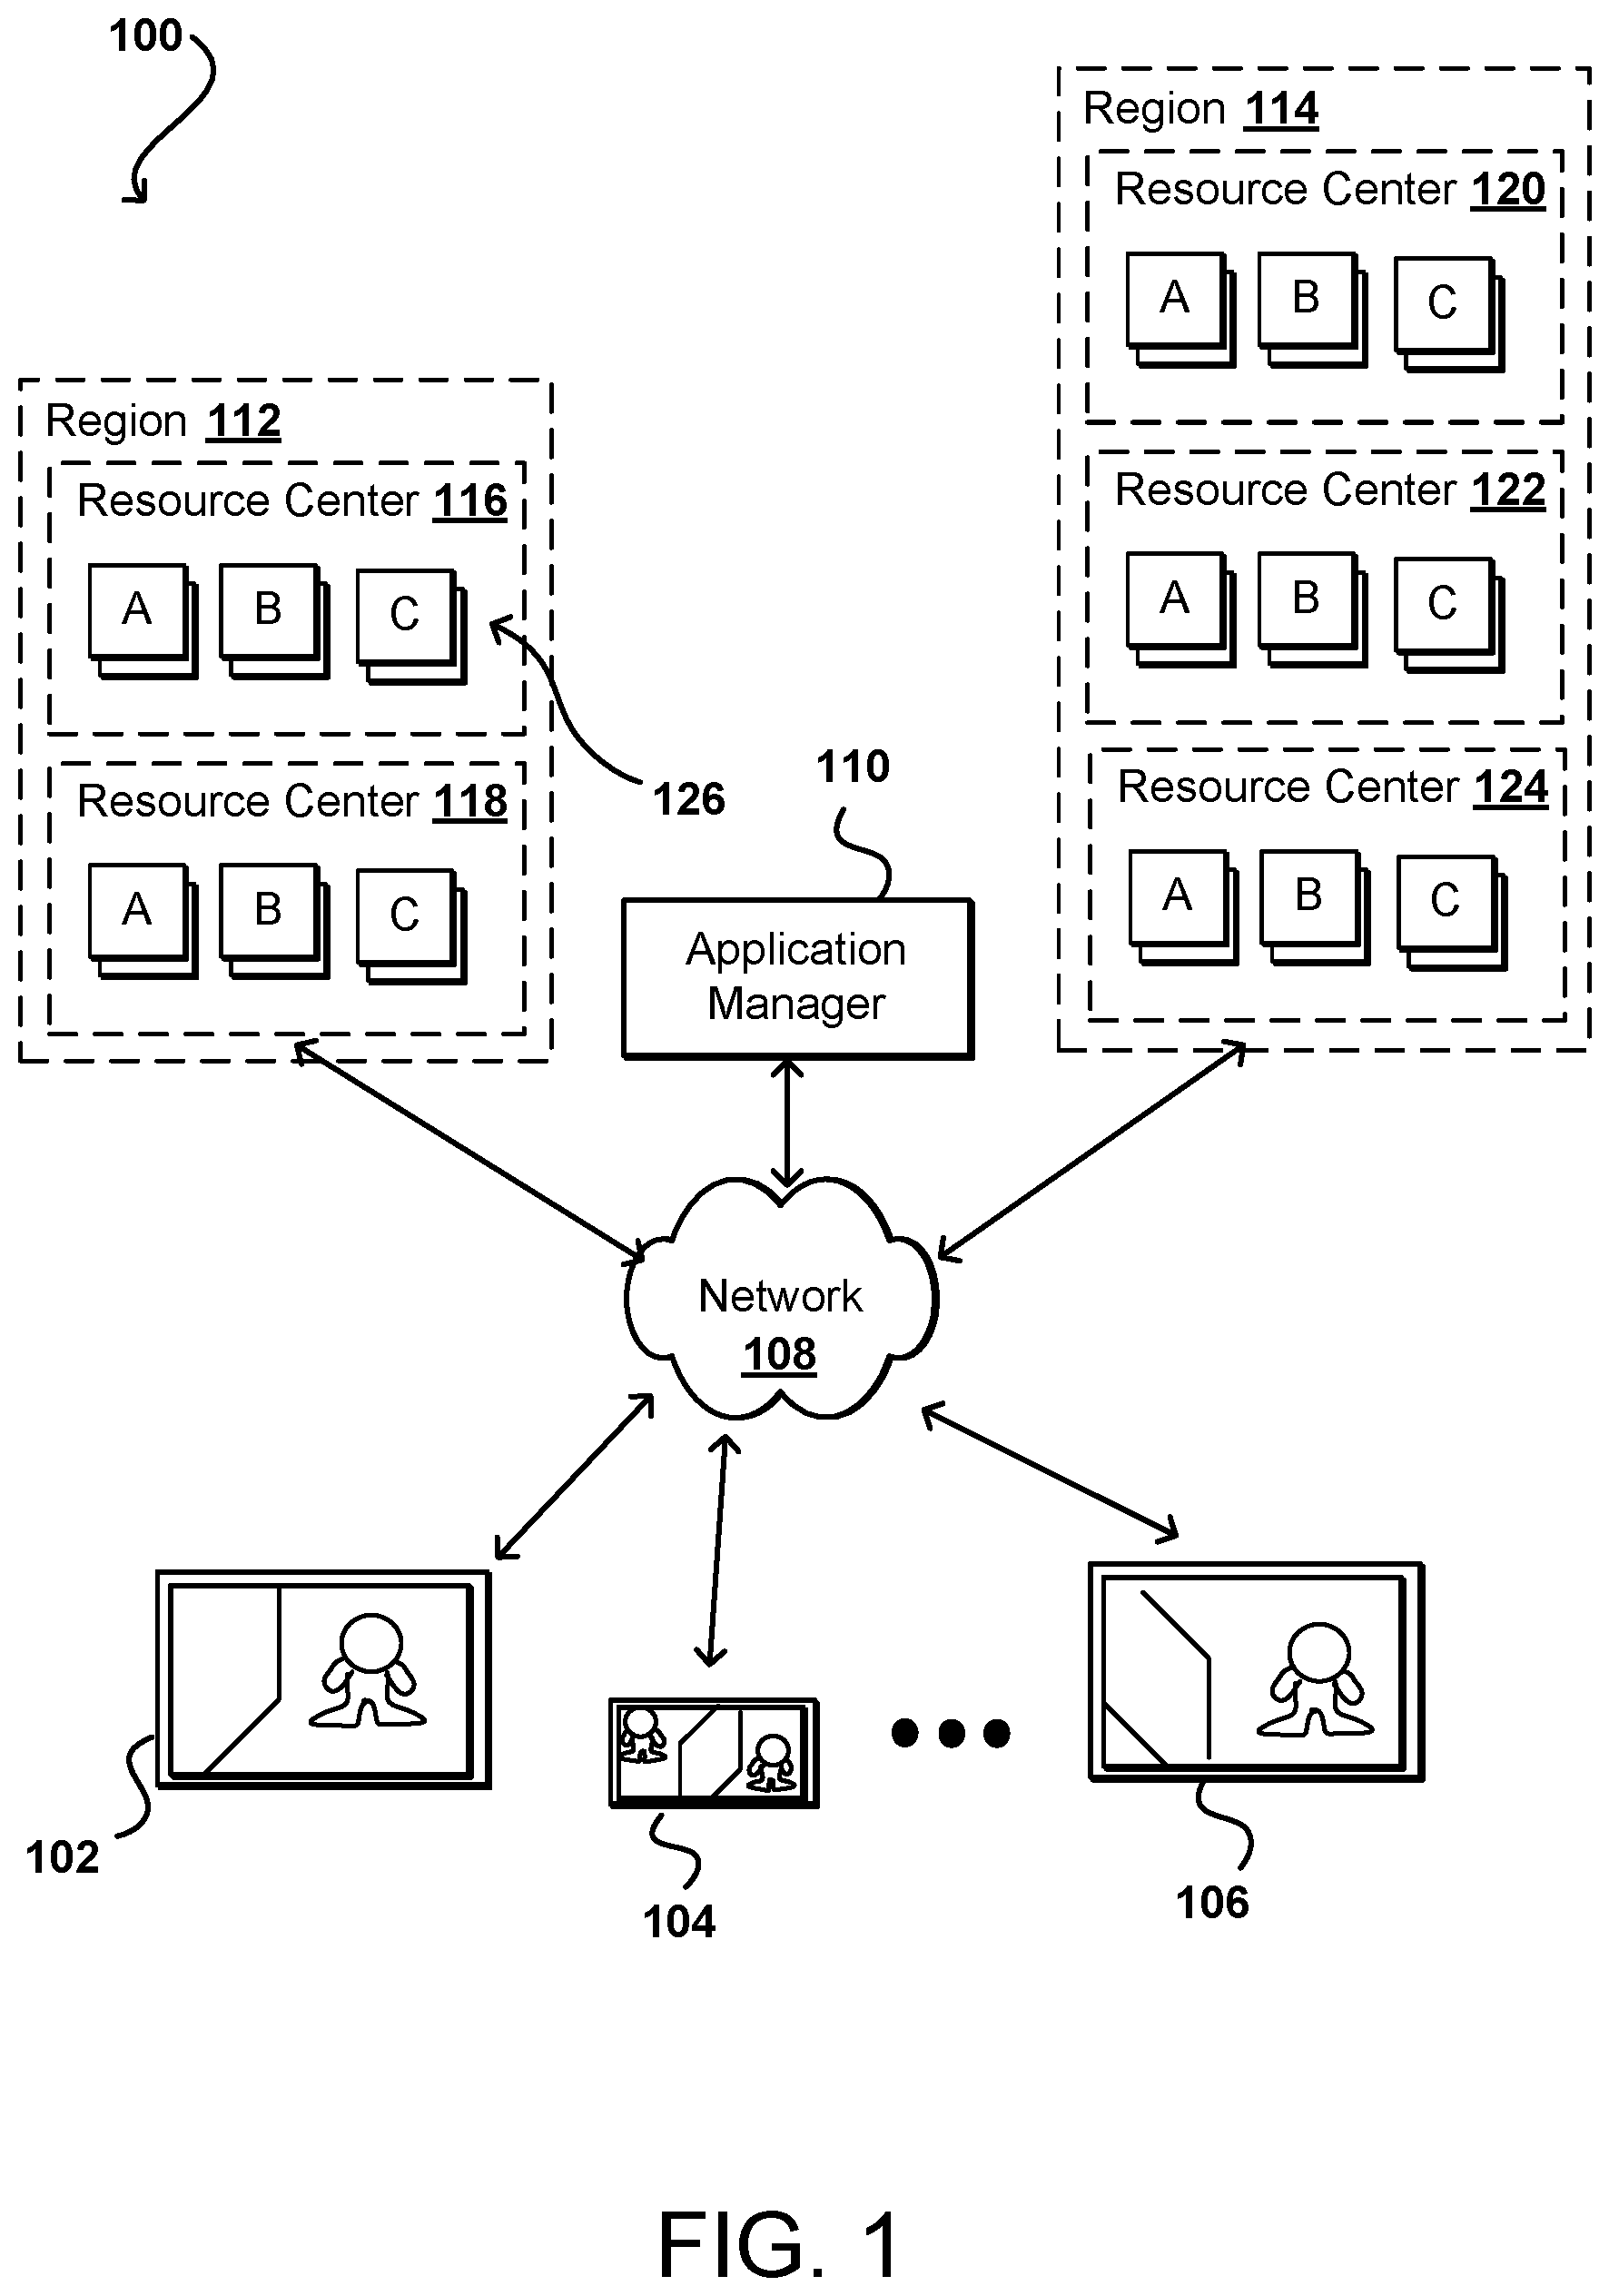 100
Region 114
Resource Center 120
A B C
Resource Center 122
A B C
Resource Center 124
A B C
Region 112
Resource Center 116
A B C
126
Resource Center 118
A B C
110
Application
Manager
Network
108
102
104
106
FIG. 1